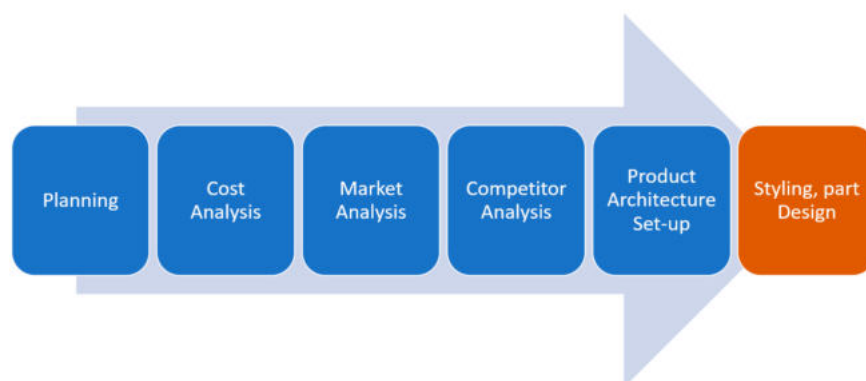 Planning
Cost
Analysis
Market
Analysis
Competitor
Analysis
Product
Architecture
Set-up
Styling, part
Design